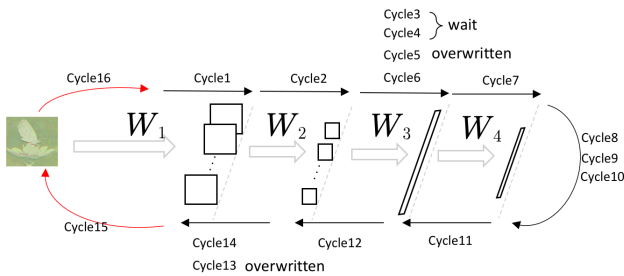 Cycle3
Cycle4
wait
Cycle5 overwritten
Cycle16
Cycle1
Cycle2
Cycle6
Cycle7
W1
W2
W3
W4
Cycle8
Cycle9
Cycle10
Cycle15
Cycle14
Cycle12
Cycle11
Cycle13 overwritten